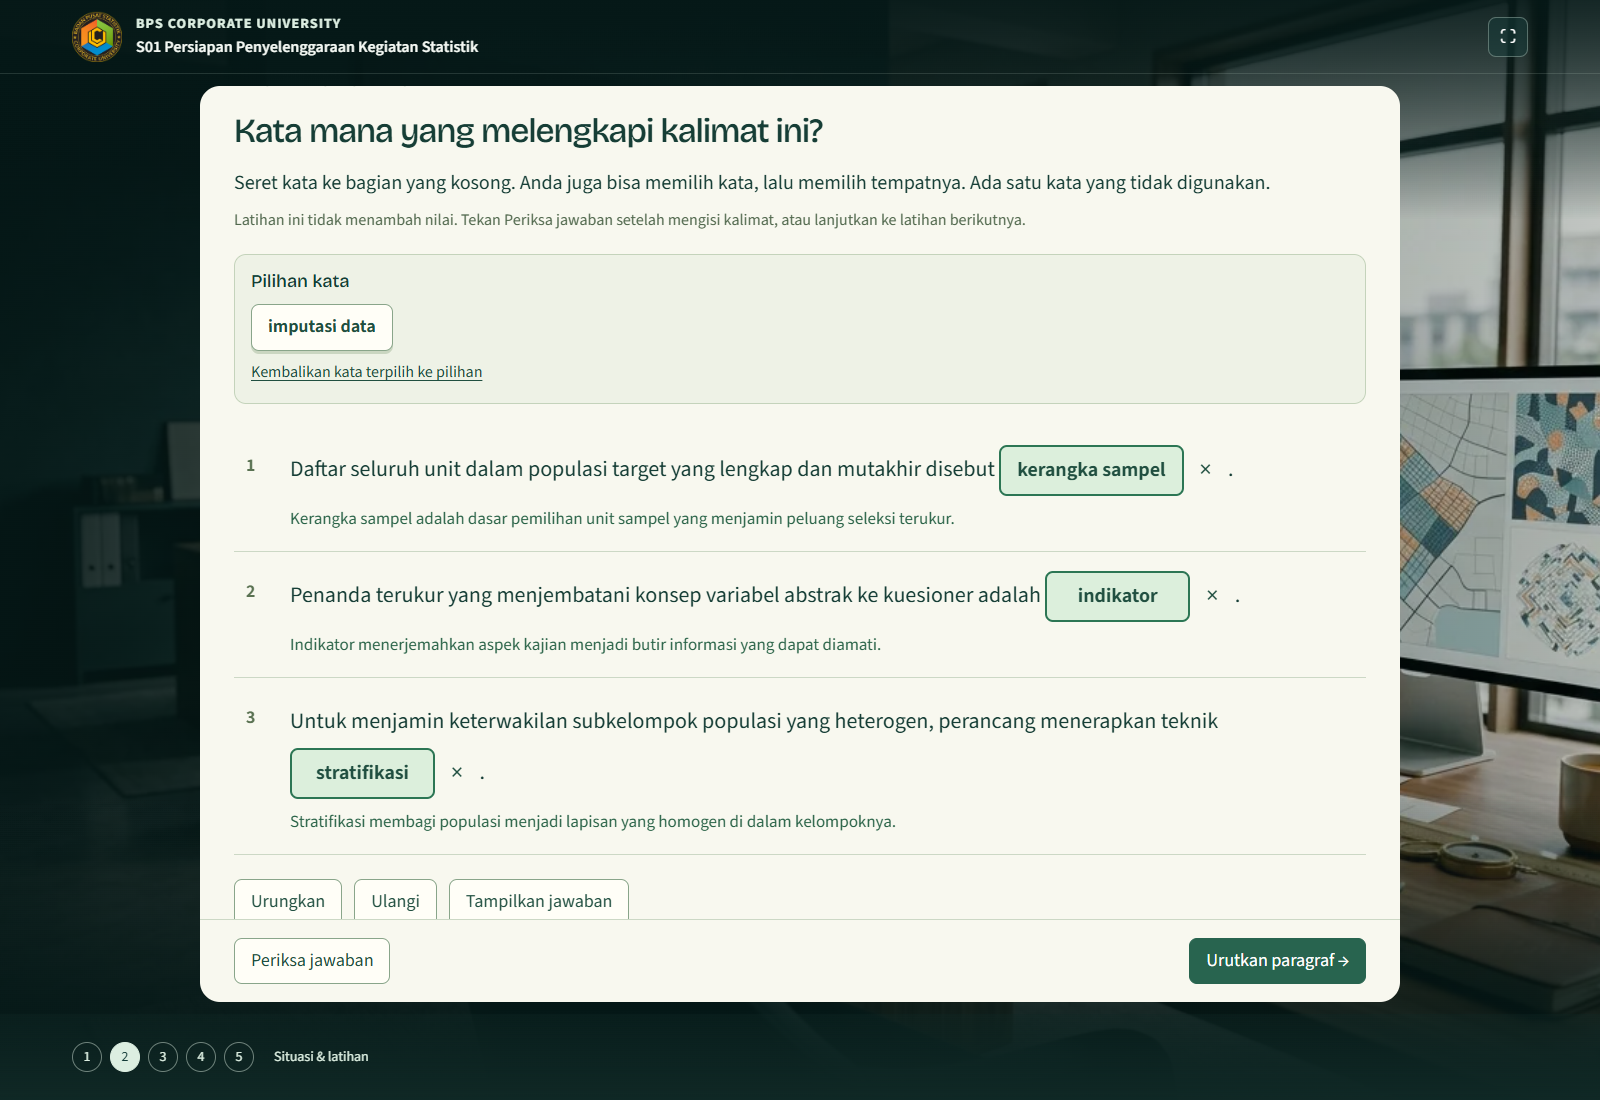 BPS CORPORATE UNIVERSITY
S01 Persiapan Penyelenggaraan Kegiatan Statistik
Kata mana yang melengkapi kalimat ini?
Seret kata ke bagian yang kosong. Anda juga bisa memilih kata, lalu memilih tempatnya. Ada satu kata yang tidak digunakan.
Latihan ini tidak menambah nilai. Tekan Periksa jawaban setelah mengisi kalimat, atau lanjutkan ke latihan berikutnya.
Pilihan kata
imputasi data
Kembalikan kata terpilih ke pilihan
1 Daftar seluruh unit dalam populasi target yang lengkap dan mutakhir disebut kerangka sampel × .
Kerangka sampel adalah dasar pemilihan unit sampel yang menjamin peluang seleksi terukur.
2 Penanda terukur yang menjembatani konsep variabel abstrak ke kuesioner adalah indikator × .
Indikator menerjemahkan aspek kajian menjadi butir informasi yang dapat diamati.
3 Untuk menjamin keterwakilan subkelompok populasi yang heterogen, perancang menerapkan teknik
stratifikasi × .
Stratifikasi membagi populasi menjadi lapisan yang homogen di dalam kelompoknya.
Urungkan Ulangi Tampilkan jawaban
Periksa jawaban Urutkan paragraf →
1 2 3 4 5 Situasi & latihan